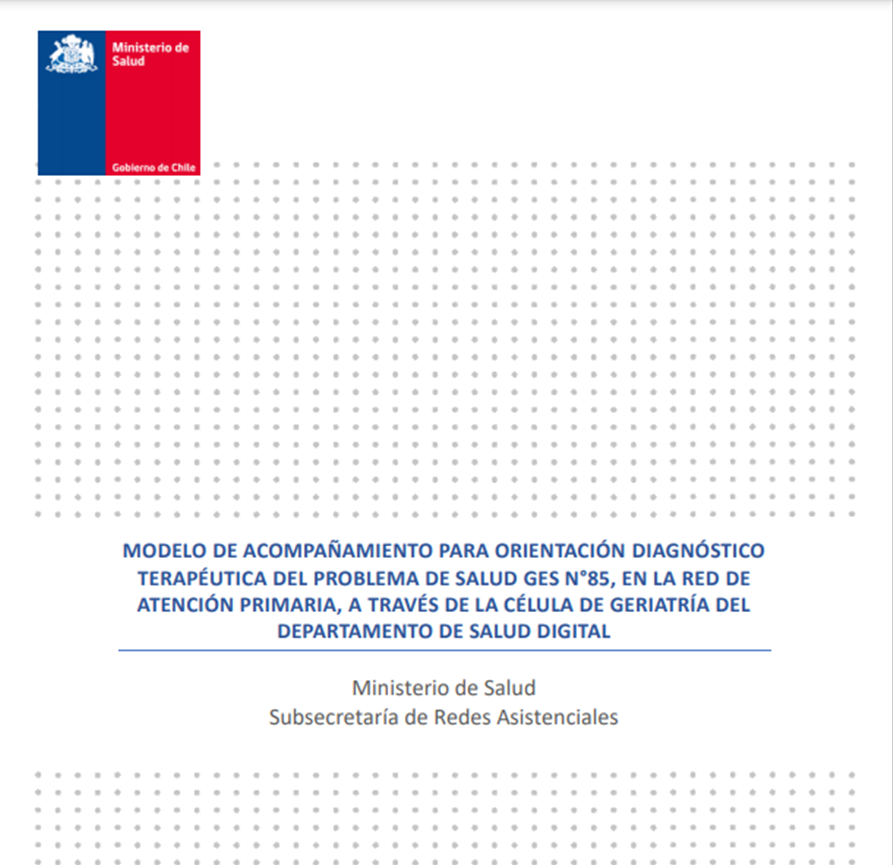 Ministerio de
Salud
Gobierno de Chile
MODELO DE ACOMPAÑAMIENTO PARA ORIENTACIÓN DIAGNÓSTICO
TERAPÉUTICA DEL PROBLEMA DE SALUD GES N°85, EN LA RED DE
ATENCIÓN PRIMARIA, A TRAVÉS DE LA CÉLULA DE GERIATRÍA DEL
DEPARTAMENTO DE SALUD DIGITAL
Ministerio de Salud
Subsecretaría de Redes Asistenciales